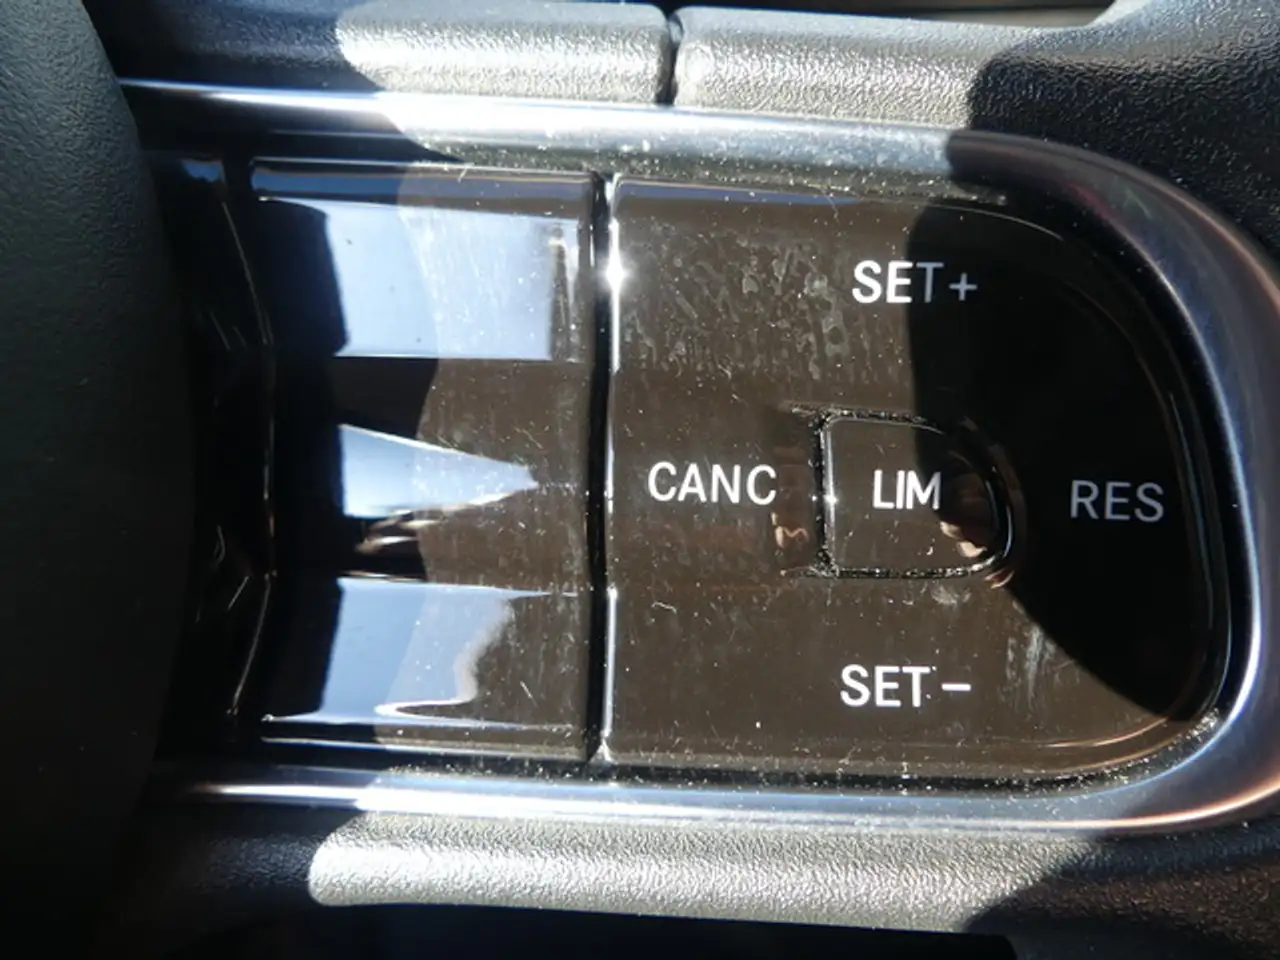 SET+
CANC
LIM
RES
SET-